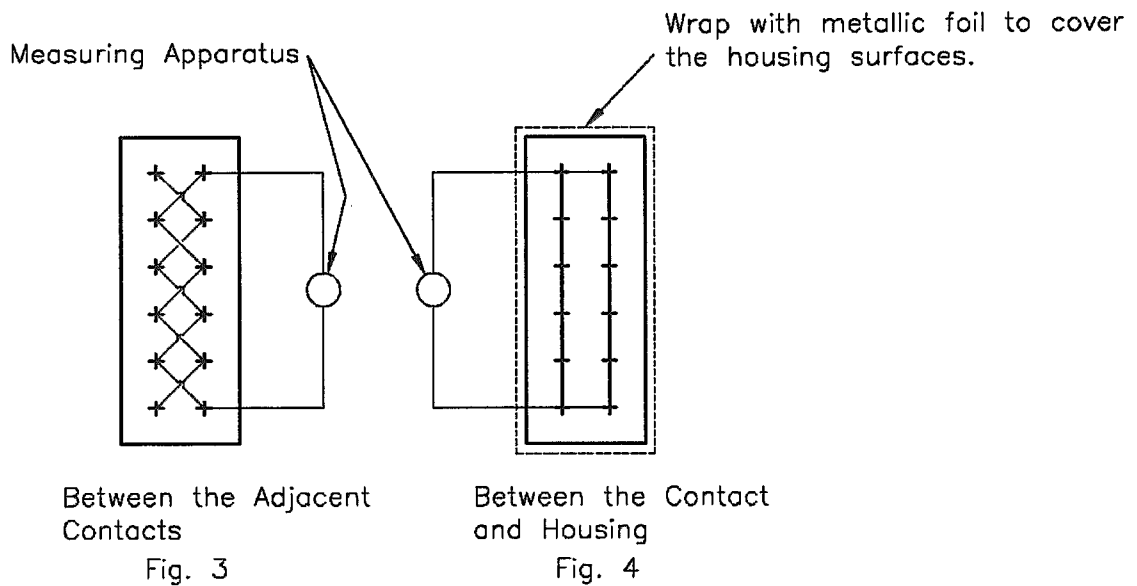 Wrap with metallic foil to cover
the housing surfaces.
Measuring Apparatus
Between the Adjacent
Contacts
Fig. 3
Between the Contact
and Housing
Fig. 4